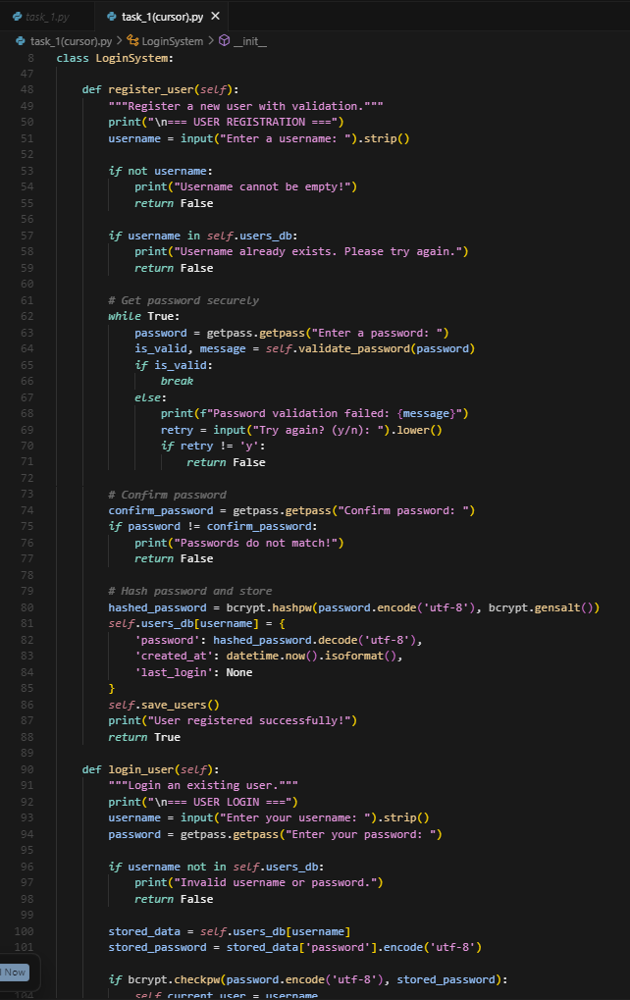 task_1.py
task_1(cursor).py
task_1(cursor).py > LoginSystem > __init__
8 class LoginSystem:
47
48     def register_user(self):
49         """Register a new user with validation."""
50         print("\n=== USER REGISTRATION ===")
51         username = input("Enter a username: ").strip()
52
53         if not username:
54             print("Username cannot be empty!")
55             return False
56
57         if username in self.users_db:
58             print("Username already exists. Please try again.")
59             return False
60
61         # Get password securely
62         while True:
63             password = getpass.getpass("Enter a password: ")
64             is_valid, message = self.validate_password(password)
65             if is_valid:
66                 break
67             else:
68                 print(f"Password validation failed: {message}")
69                 retry = input("Try again? (y/n): ").lower()
70                 if retry != 'y':
71                     return False
72
73         # Confirm password
74         confirm_password = getpass.getpass("Confirm password: ")
75         if password != confirm_password:
76             print("Passwords do not match!")
77             return False
78
79         # Hash password and store
80         hashed_password = bcrypt.hashpw(password.encode('utf-8'), bcrypt.gensalt())
81         self.users_db[username] = {
82             'password': hashed_password.decode('utf-8'),
83             'created_at': datetime.now().isoformat(),
84             'last_login': None
85         }
86         self.save_users()
87         print("User registered successfully!")
88         return True
89
90     def login_user(self):
91         """Login an existing user."""
92         print("\n=== USER LOGIN ===")
93         username = input("Enter your username: ").strip()
94         password = getpass.getpass("Enter your password: ")
95
96         if username not in self.users_db:
97             print("Invalid username or password.")
98             return False
99
100         stored_data = self.users_db[username]
101         stored_password = stored_data['password'].encode('utf-8')
Now
        if bcrypt.checkpw(password.encode('utf-8'), stored_password):
104             self.current_user = username